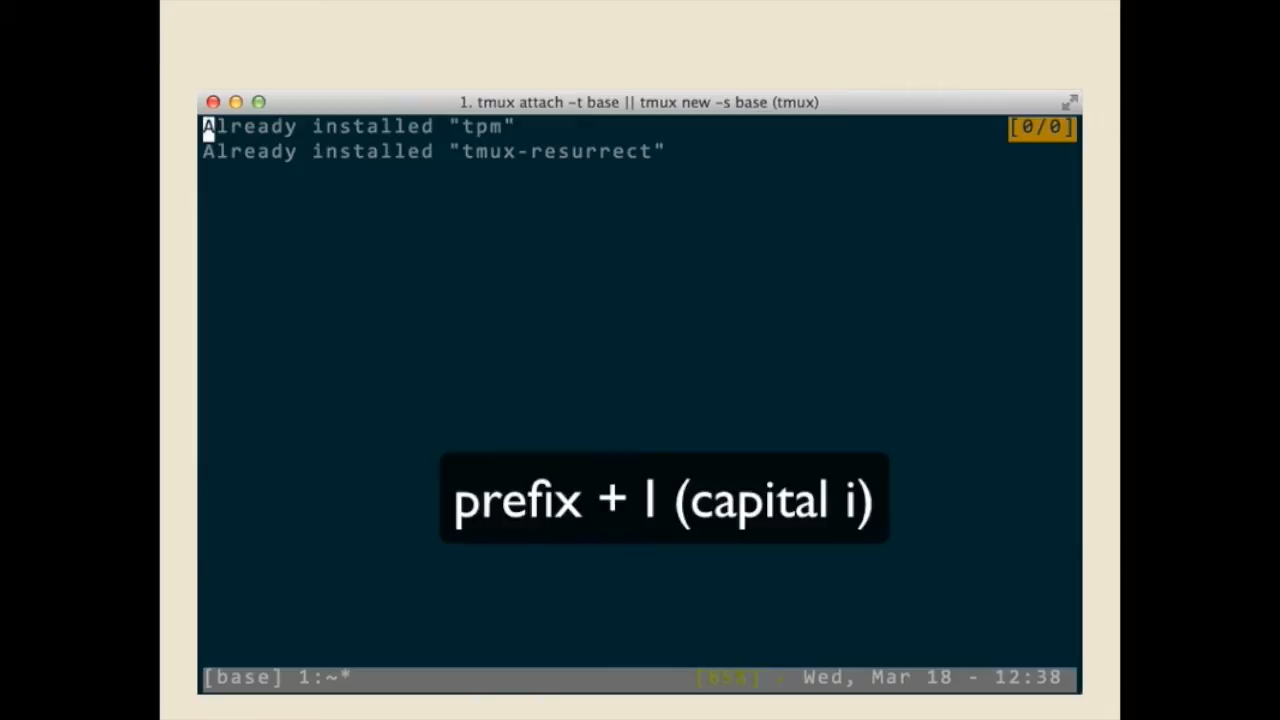 1. tmux attach -t base || tmux new -s base (tmux)
Already installed "tpm" [0/0]
Already installed "tmux-resurrect"
prefix + I (capital i)
[base] 1:~* Wed, Mar 18 - 12:38